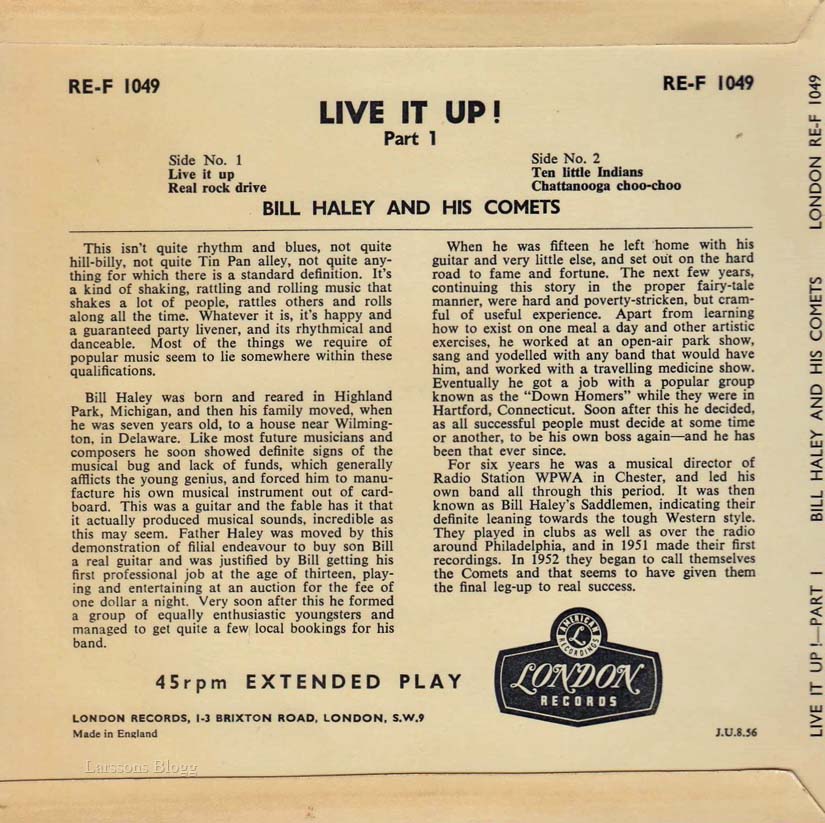 RE-F 1049
RE-F 1049
LIVE IT UP!
Part 1
Side No. 1
Live it up
Real rock drive
Side No. 2
Ten little Indians
Chattanooga choo-choo
BILL HALEY AND HIS COMETS
This isn't quite rhythm and blues, not quite
hill-billy, not quite Tin Pan alley, not quite any-
thing for which there is a standard definition. It's
a kind of shaking, rattling and rolling music that
shakes a lot of people, rattles others and rolls
along all the time. Whatever it is, it's happy and
a guaranteed party livener, and its rhythmical and
danceable. Most of the things we require of
popular music seem to lie somewhere within these
qualifications.
Bill Haley was born and reared in Highland
Park, Michigan, and then his family moved, when
he was seven years old, to a house near Wilming-
ton, in Delaware. Like most future musicians and
composers he soon showed definite signs of the
musical bug and lack of funds, which generally
afflicts the young genius, and forced him to manu-
facture his own musical instrument out of card-
board. This was a guitar and the fable has it that
it actually produced musical sounds, incredible as
this may seem. Father Haley was moved by this
demonstration of filial endeavour to buy son Bill
a real guitar and was justified by Bill getting his
first professional job at the age of thirteen, play-
ing and entertaining at an auction for the fee of
one dollar a night. Very soon after this he formed
a group of equally enthusiastic youngsters and
managed to get quite a few local bookings for his
band.
When he was fifteen he left home with his
guitar and very little else, and set out on the hard
road to fame and fortune. The next few years,
continuing this story in the proper fairy-tale
manner, were hard and poverty-stricken, but cram-
ful of useful experience. Apart from learning
how to exist on one meal a day and other artistic
exercises, he worked at an open-air park show,
sang and yodelled with any band that would have
him, and worked with a travelling medicine show.
Eventually he got a job with a popular group
known as the "Down Homers" while they were in
Hartford, Connecticut. Soon after this he decided,
as all successful people must decide at some time
or another, to be his own boss again—and he has
been that ever since.
For six years he was a musical director of
Radio Station WPWA in Chester, and led his
own band all through this period. It was then
known as Bill Haley's Saddlemen, indicating their
definite leaning towards the tough Western style.
They played in clubs as well as over the radio
around Philadelphia, and in 1951 made their first
recordings. In 1952 they began to call themselves
the Comets and that seems to have given them
the final leg-up to real success.
45rpm EXTENDED PLAY
AMERICAN
L
RECORDINGS
LONDON
RECORDS
LONDON RECORDS, 1-3 BRIXTON ROAD, LONDON, S.W.9
Made in England
J.U.8.56
Larssons Blogg
LIVE IT UP!—PART 1 BILL HALEY AND HIS COMETS LONDON RE-F 1049